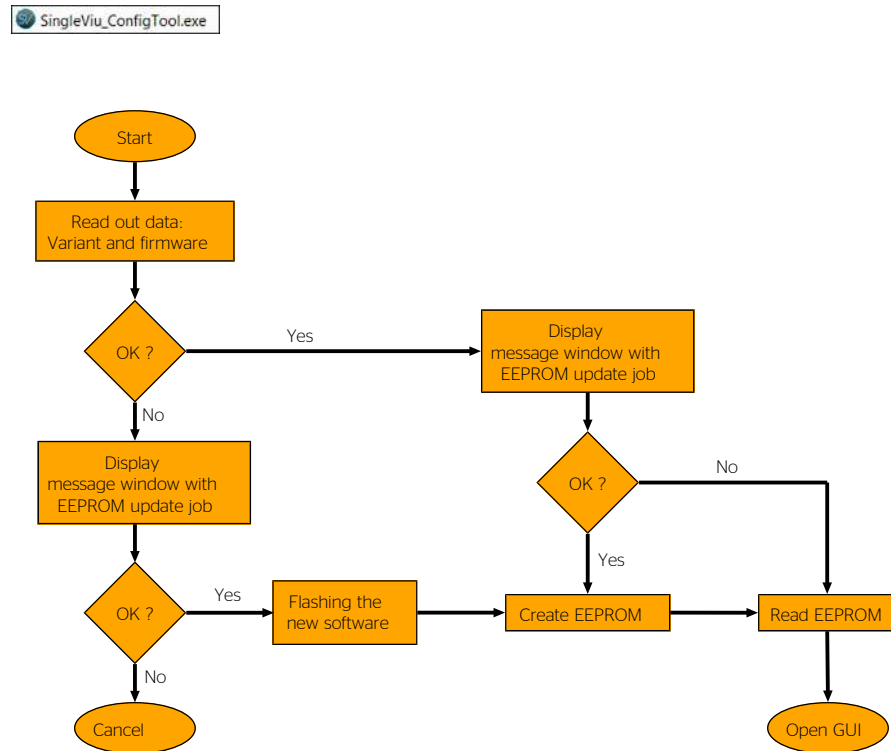 SingleViu_ConfigTool.exe
Start
Read out data:
Variant and firmware
OK ?
Yes
Display
message window with
EEPROM update job
No
Display
message window with
EEPROM update job
OK ?
No
Yes
OK ?
Yes
Flashing the
new software
Create EEPROM
Read EEPROM
No
Cancel
Open GUI